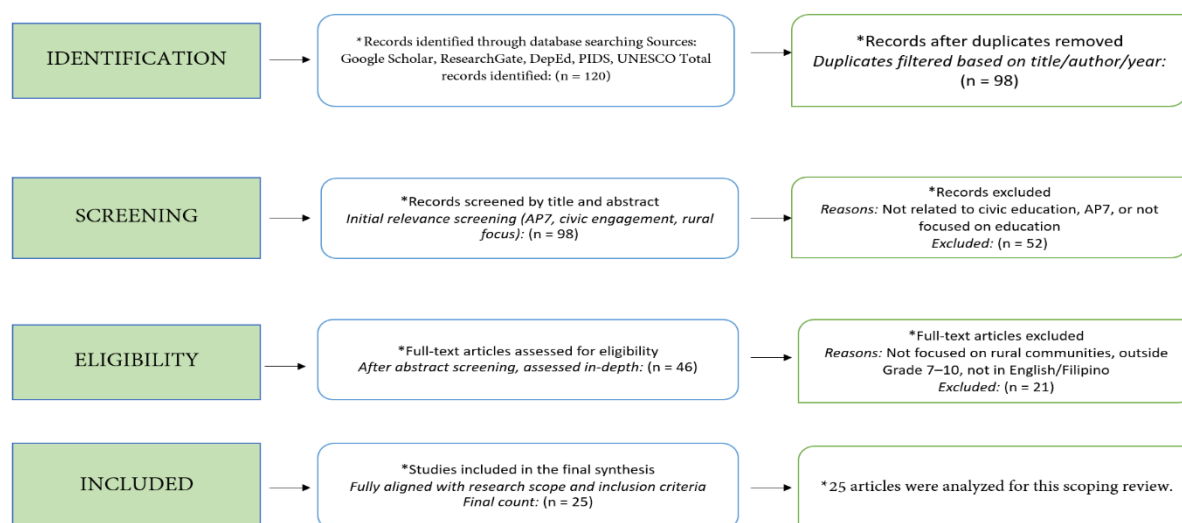 IDENTIFICATION
*Records identified through database searching Sources:
Google Scholar, ResearchGate, DepEd, PIDS, UNESCO Total
records identified: (n = 120)
*Records after duplicates removed
Duplicates filtered based on title/author/year:
(n = 98)
SCREENING
*Records screened by title and abstract
Initial relevance screening (AP7, civic engagement, rural
focus): (n = 98)
*Records excluded
Reasons: Not related to civic education, AP7, or not
focused on education
Excluded: (n = 52)
ELIGIBILITY
*Full-text articles assessed for eligibility
After abstract screening, assessed in-depth: (n = 46)
*Full-text articles excluded
Reasons: Not focused on rural communities, outside
Grade 7–10, not in English/Filipino
Excluded: (n = 21)
INCLUDED
*Studies included in the final synthesis
Fully aligned with research scope and inclusion criteria
Final count: (n = 25)
*25 articles were analyzed for this scoping review.